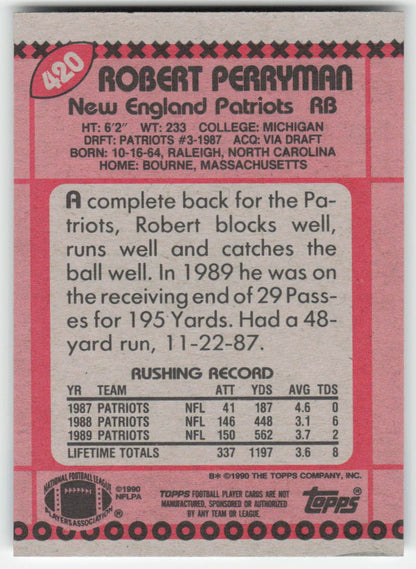 420
ROBERT PERRYMAN
New England Patriots RB
HT: 6'2" WT: 233 COLLEGE: MICHIGAN
DRFT: PATRIOTS #3-1987 ACQ: VIA DRAFT
BORN: 10-16-64, RALEIGH, NORTH CAROLINA
HOME: BOURNE, MASSACHUSETTS
A complete back for the Pa-
triots, Robert blocks well,
runs well and catches the
ball well. In 1989 he was on
the receiving end of 29 Pass-
es for 195 Yards. Had a 48-
yard run, 11-22-87.
RUSHING RECORD
YR TEAM ATT YDS AVG TDS
1987 PATRIOTS NFL 41 187 4.6 0
1988 PATRIOTS NFL 146 448 3.1 6
1989 PATRIOTS NFL 150 562 3.7 2
LIFETIME TOTALS 337 1197 3.6 8
B* ©1990 THE TOPPS COMPANY, INC.
NATIONAL FOOTBALL LEAGUE
PLAYERS ASSOCIATION
©1990
NFLPA
TOPPS FOOTBALL PLAYER CARDS ARE NOT
MANUFACTURED, SPONSORED OR AUTHORIZED
BY ANY TEAM OR LEAGUE.
topps®